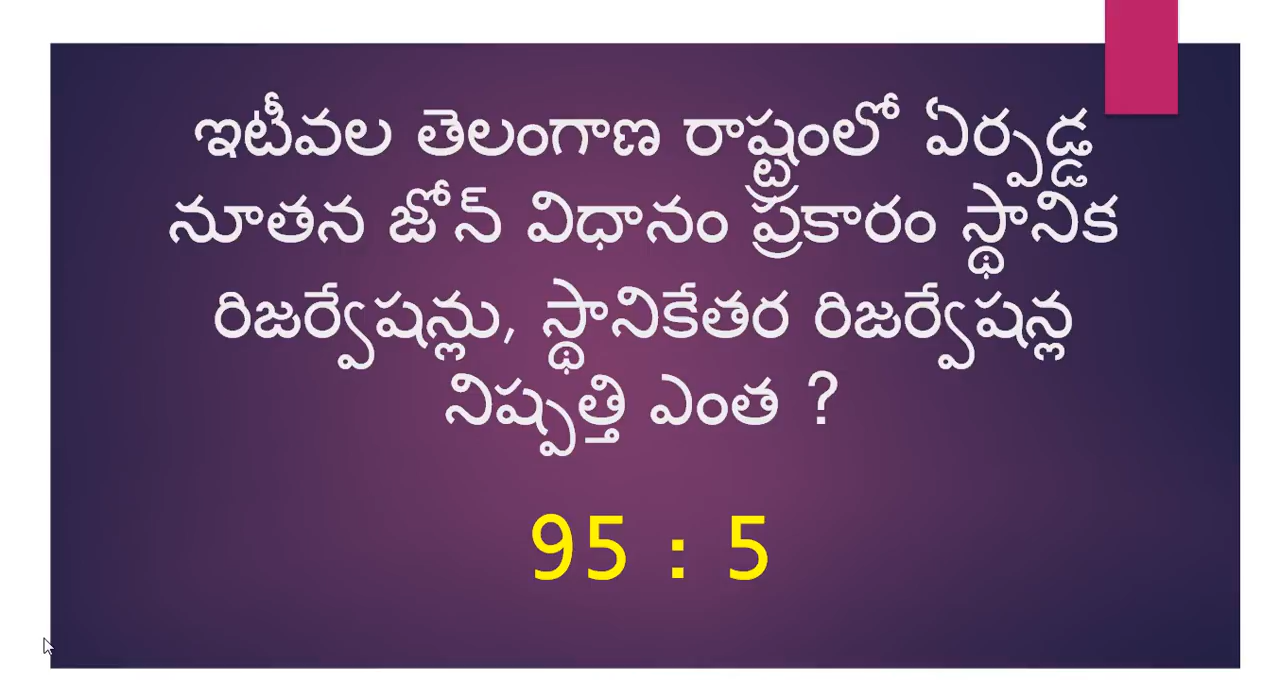 ఇటీవల తెలంగాణ రాష్ట్రంలో ఏర్పడ్డ
నూతన జోన్ విధానం ప్రకారం స్థానిక
రిజర్వేషన్లు, స్థానికేతర రిజర్వేషన్ల
నిష్పత్తి ఎంత ?
95 : 5